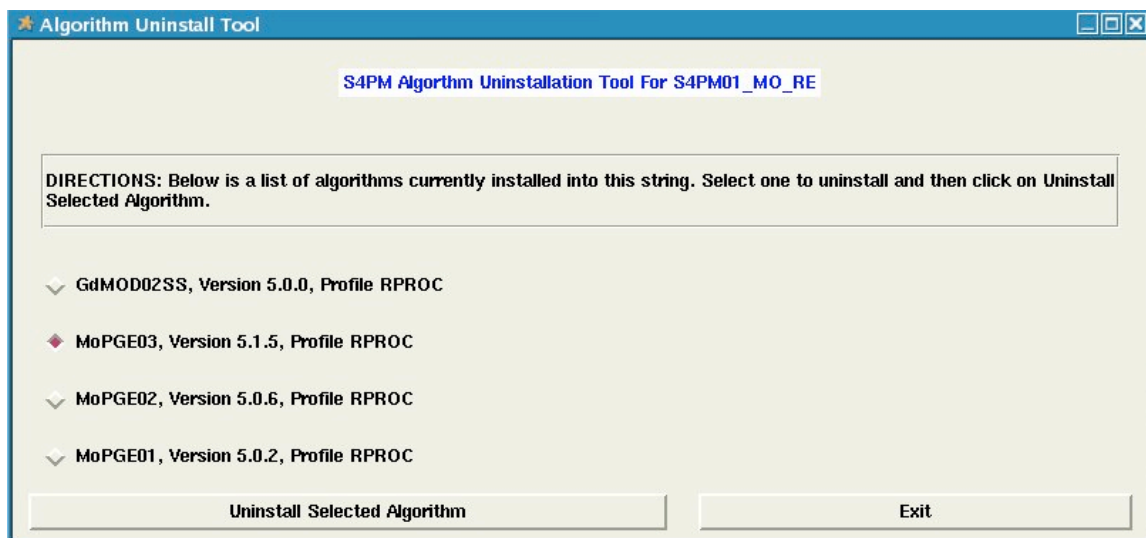 Algorithm Uninstall Tool
S4PM Algorthm Uninstallation Tool For S4PM01_MO_RE
DIRECTIONS: Below is a list of algorithms currently installed into this string. Select one to uninstall and then click on Uninstall
Selected Algorithm.
GdMOD02SS, Version 5.0.0, Profile RPROC
MoPGE03, Version 5.1.5, Profile RPROC
MoPGE02, Version 5.0.6, Profile RPROC
MoPGE01, Version 5.0.2, Profile RPROC
Uninstall Selected Algorithm Exit